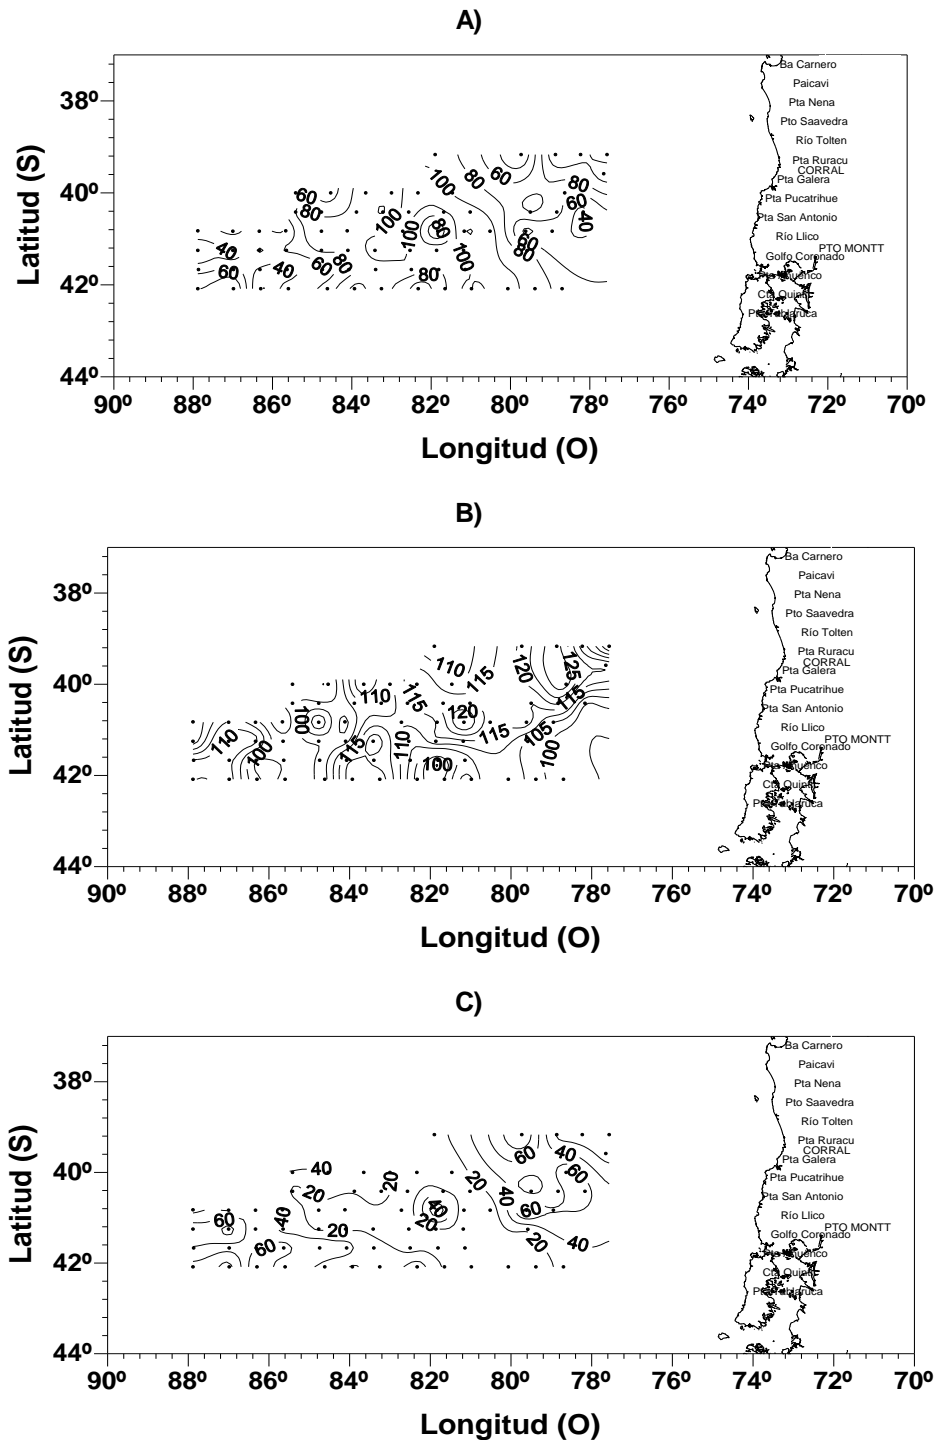 A)
Latitud (S)
38º
40º
42º
44º
90º 88º 86º 84º 82º 80º 78º 76º 74º 72º 70º
Longitud (O)
Ba Carnero
Paicavi
Pta Nena
Pto Saavedra
Río Tolten
Pta Ruracu
CORRAL
Pta Galera
Pta Pucatrihue
Pta San Antonio
Río Llico
PTO MONTT
Golfo Coronado
100 80 60 80 60 40
60 80 100 100 80 100 60 80
40 60 40 60 80 80
B)
Latitud (S)
38º
40º
42º
44º
90º 88º 86º 84º 82º 80º 78º 76º 74º 72º 70º
Longitud (O)
Ba Carnero
Paicavi
Pta Nena
Pto Saavedra
Río Tolten
Pta Ruracu
CORRAL
Pta Galera
Pta Pucatrihue
Pta San Antonio
Río Llico
PTO MONTT
Golfo Coronado
110 115 120 125 115
110 115 120 115 105 100
110 100 100 115 110 100
C)
Latitud (S)
38º
40º
42º
44º
90º 88º 86º 84º 82º 80º 78º 76º 74º 72º 70º
Longitud (O)
Ba Carnero
Paicavi
Pta Nena
Pto Saavedra
Río Tolten
Pta Ruracu
CORRAL
Pta Galera
Pta Pucatrihue
Pta San Antonio
Río Llico
PTO MONTT
Golfo Coronado
60 40 60
40 20 20 20 40 60
60 40 20 40 20 20 40
60